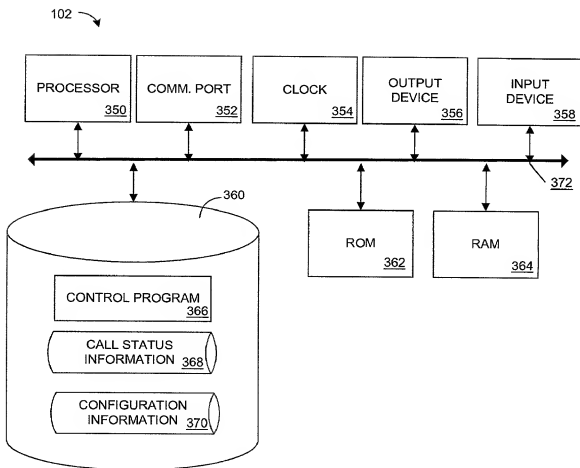 102
PROCESSOR
350
COMM. PORT
352
CLOCK
354
OUTPUT
DEVICE
356
INPUT
DEVICE
358
372
360
ROM
362
RAM
364
CONTROL PROGRAM
366
CALL STATUS
INFORMATION
368
CONFIGURATION
INFORMATION
370